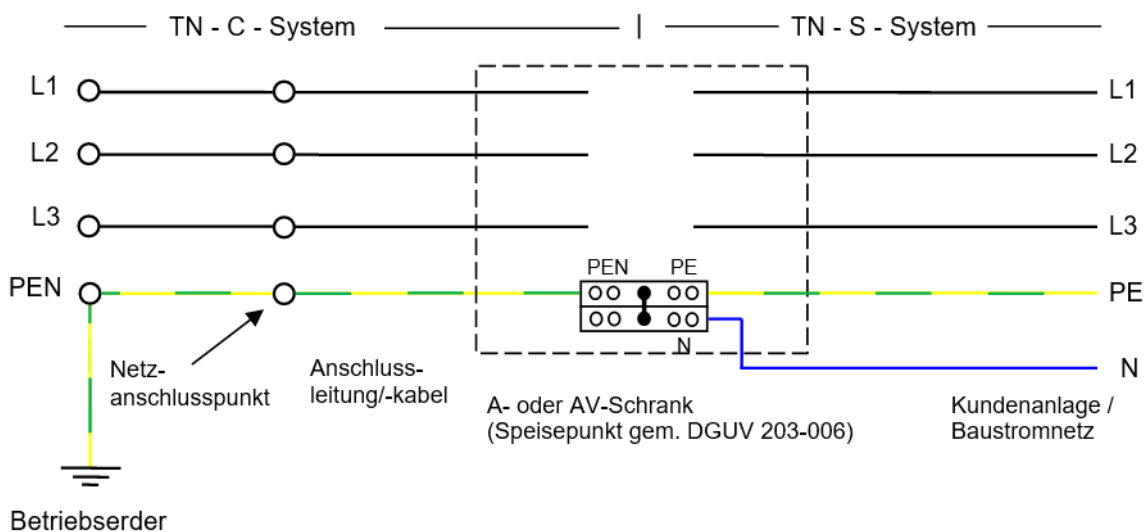 TN - C - System
TN - S - System
L1 L1
L2 L2
L3 L3
PEN PE
PEN PE
N
N
Netz-
anschlusspunkt
Anschluss-
leitung/-kabel
A- oder AV-Schrank
(Speisepunkt gem. DGUV 203-006)
Kundenanlage /
Baustromnetz
Betriebserder